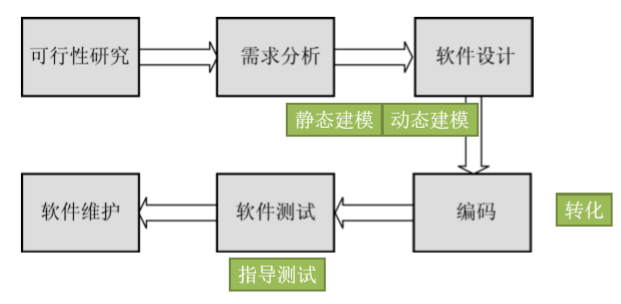 可行性研究
需求分析
软件设计
静态建模
动态建模
软件维护
软件测试
编码
转化
指导测试